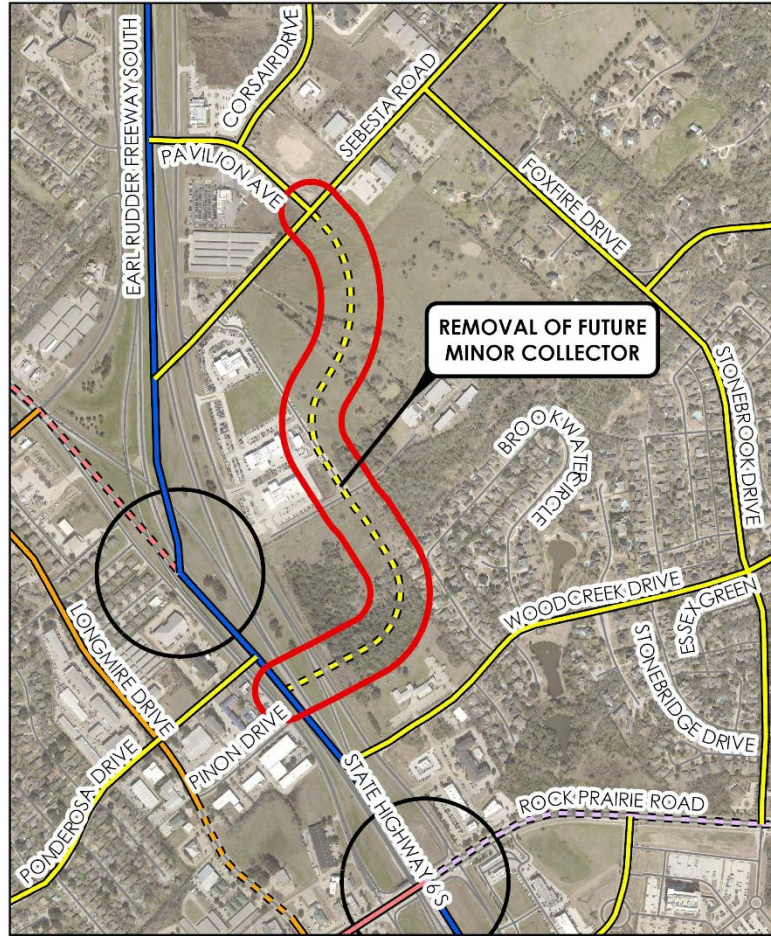 EARL RUDDER FREEWAY SOUTH
CORSAIR DRIVE
PAVILION AVE
SEBESTA ROAD
FOXFIRE DRIVE
REMOVAL OF FUTURE
MINOR COLLECTOR
STONEBROOK DRIVE
BROOKWATER
CIRCLE
WOODCREEK DRIVE
ESSEX GREEN
STONEBRIDGE DRIVE
LONGMIRE DRIVE
PINON DRIVE
PONDEROSA DRIVE
STATE HIGHWAY 6 S
ROCK PRAIRIE ROAD